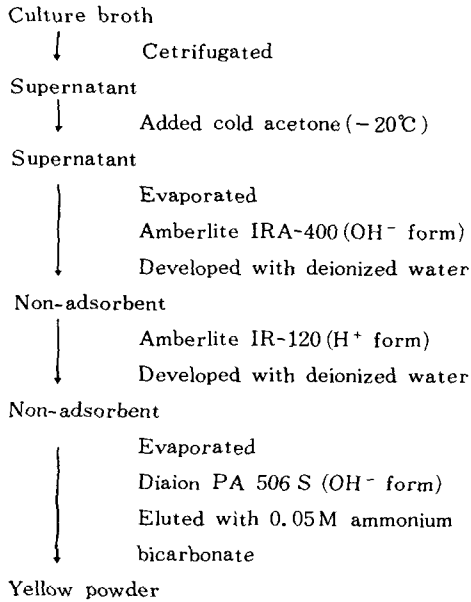 Culture broth
Cetrifugated
Supernatant
Added cold acetone (−20℃)
Supernatant
Evaporated
Amberlite IRA-400 (OH⁻ form)
Developed with deionized water
Non-adsorbent
Amberlite IR-120 (H⁺ form)
Developed with deionized water
Non-adsorbent
Evaporated
Diaion PA 506 S (OH⁻ form)
Eluted with 0.05M ammonium
bicarbonate
Yellow powder